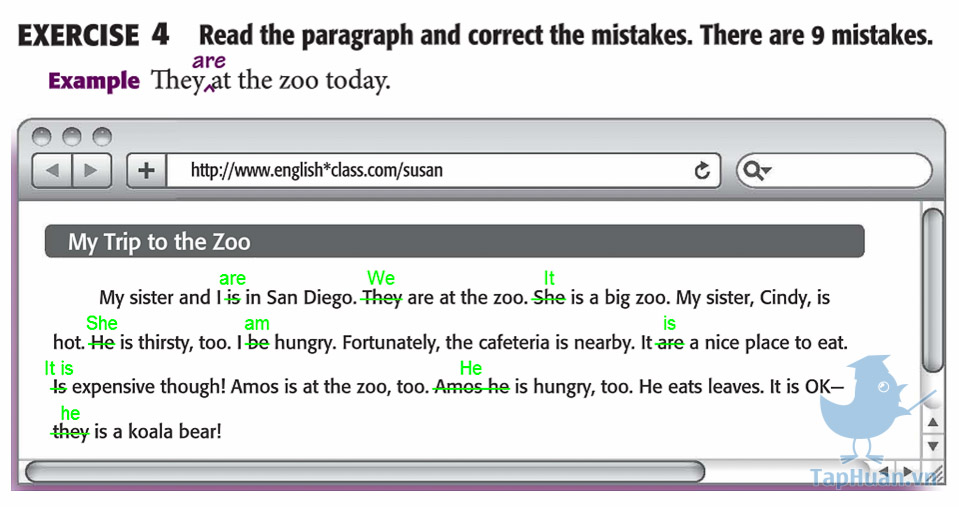 EXERCISE 4 Read the paragraph and correct the mistakes. There are 9 mistakes.
are
Example They ^ at the zoo today.
http://www.english*class.com/susan
My Trip to the Zoo
are We It
My sister and I is in San Diego. They are at the zoo. She is a big zoo. My sister, Cindy, is
She am is
hot. He is thirsty, too. I be hungry. Fortunately, the cafeteria is nearby. It are a nice place to eat.
It is He
Is expensive though! Amos is at the zoo, too. Amos he is hungry, too. He eats leaves. It is OK—
he
they is a koala bear!
TapHuan.vn